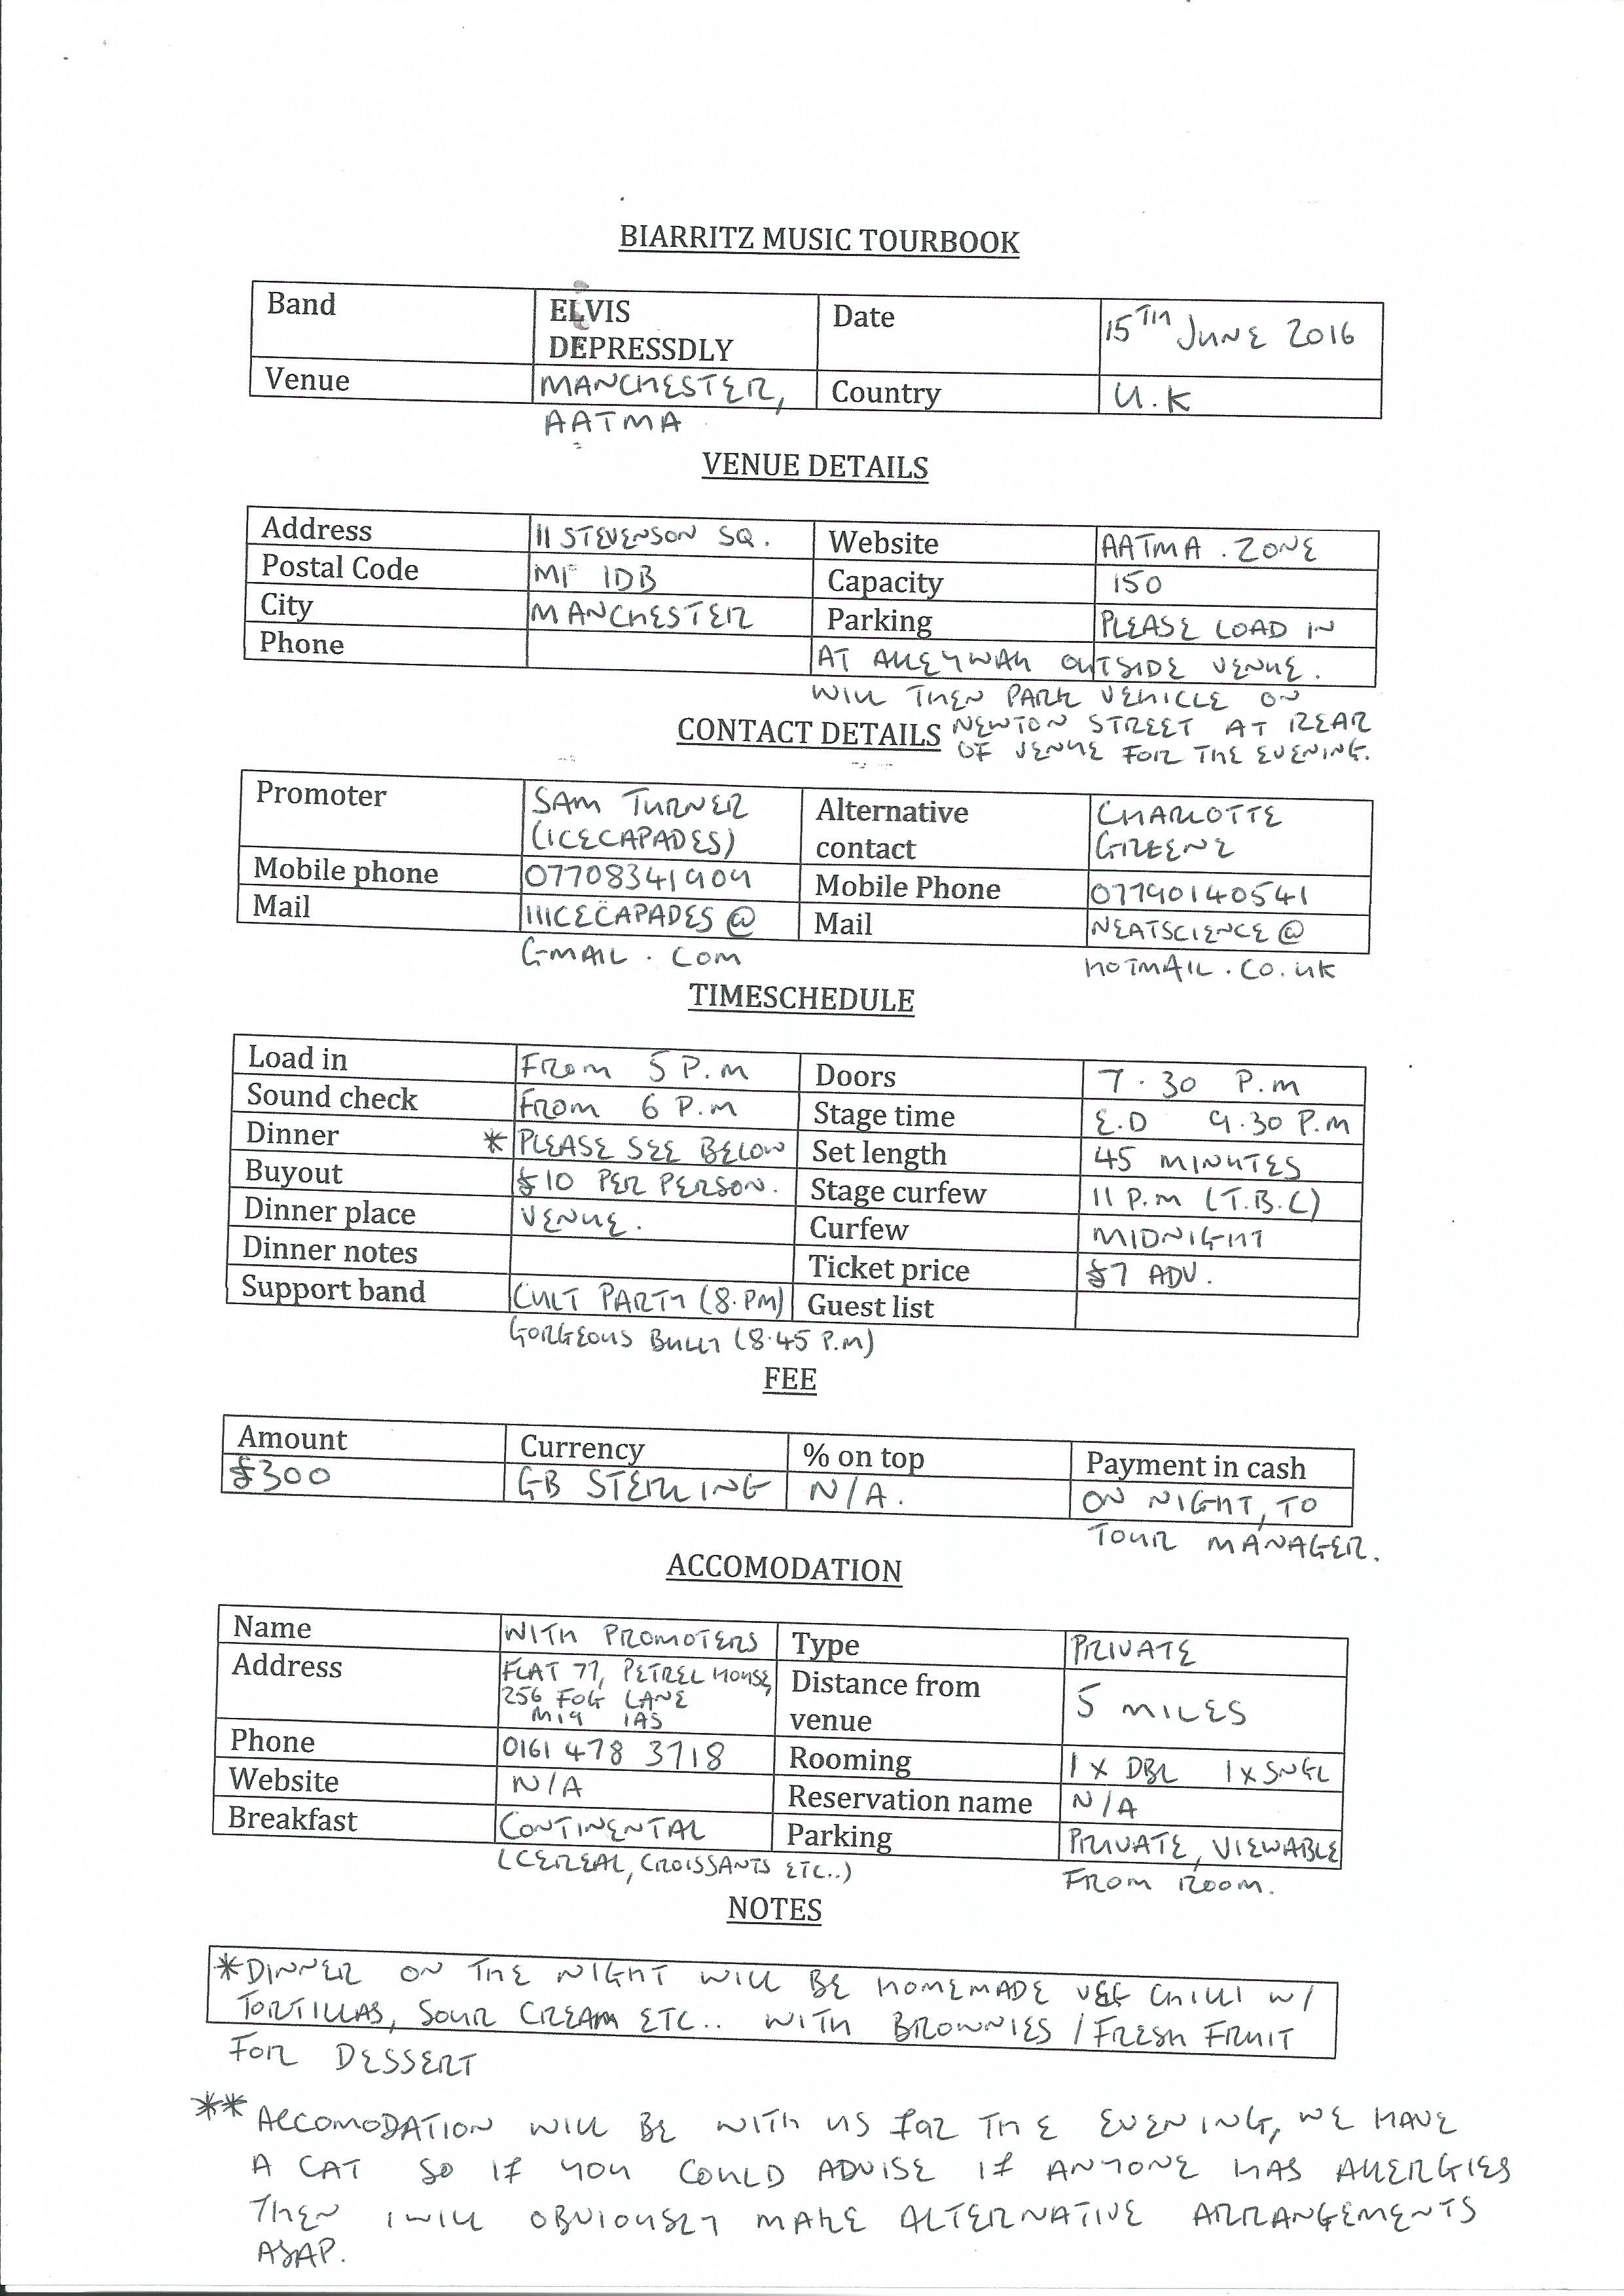 BIARRITZ MUSIC TOURBOOK
Band ELVIS DEPRESSDLY Date 15TH JUNE 2016
Venue MANCHESTER, AATMA Country U.K
VENUE DETAILS
Address 11 STEVENSON SQ. Website AATMA.ZONE
Postal Code M1 1DB Capacity 150
City MANCHESTER Parking PLEASE LOAD IN
Phone AT ALLEYWAY OUTSIDE VENUE.
WILL THEN PARK VEHICLE ON
NEWTON STREET AT REAR
OF VENUE FOR THE EVENING.
CONTACT DETAILS
Promoter SAM TURNER (ICECAPADES) Alternative contact CHARLOTTE GREENE
Mobile phone 07708341909 Mobile Phone 07790140541
Mail IIIICECAPADES@ GMAIL.COM Mail NEATSCIENCE@ HOTMAIL.CO.UK
TIMESCHEDULE
Load in FROM 5 P.M Doors 7.30 P.M
Sound check FROM 6 P.M Stage time E.D 9.30 P.M
Dinner * PLEASE SEE BELOW Set length 45 MINUTES
Buyout £10 PER PERSON. Stage curfew 11 P.M (T.B.C)
Dinner place VENUE. Curfew MIDNIGHT
Dinner notes Ticket price £7 ADV.
Support band CULT PARTY (8.PM) Guest list
GORGEOUS BULLY (8.45 P.M)
FEE
Amount Currency % on top Payment in cash
£300 GB STERLING N/A. ON NIGHT, TO
TOUR MANAGER.
ACCOMODATION
Name WITH PROMOTERS Type PRIVATE
Address FLAT 77, PETREL HOUSE, 256 FOG LANE M19 1AS Distance from venue 5 MILES
Phone 0161 478 3718 Rooming 1 X DBL 1 X SNGL
Website N/A Reservation name N/A
Breakfast CONTINENTAL Parking PRIVATE, VIEWABLE
(CEREAL, CROISSANTS ETC..) FROM ROOM.
NOTES
*DINNER ON THE NIGHT WILL BE HOMEMADE VEG CHILLI W/
TORTILLAS, SOUR CREAM ETC.. WITH BROWNIES / FRESH FRUIT
FOR DESSERT
** ACCOMODATION WILL BE WITH US FOR THE EVENING, WE HAVE
A CAT SO IF YOU COULD ADVISE IF ANYONE HAS ALLERGIES
THEN I WILL OBVIOUSLY MAKE ALTERNATIVE ARRANGEMENTS
ASAP.